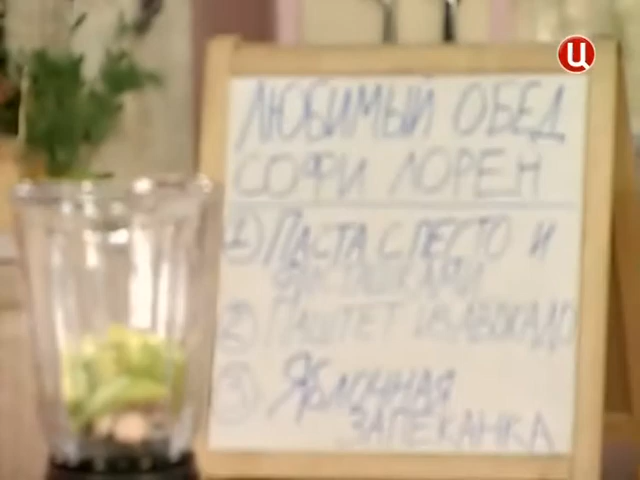 Ц
ЛЮБИМЫЙ ОБЕД
СОФИ ЛОРЕН
1) ПАСТА С ПЕСТО И
2) ПАШТЕТ ИЗ АВОКАДО
3) ЯБЛОЧНАЯ
ЗАПЕКАНКА